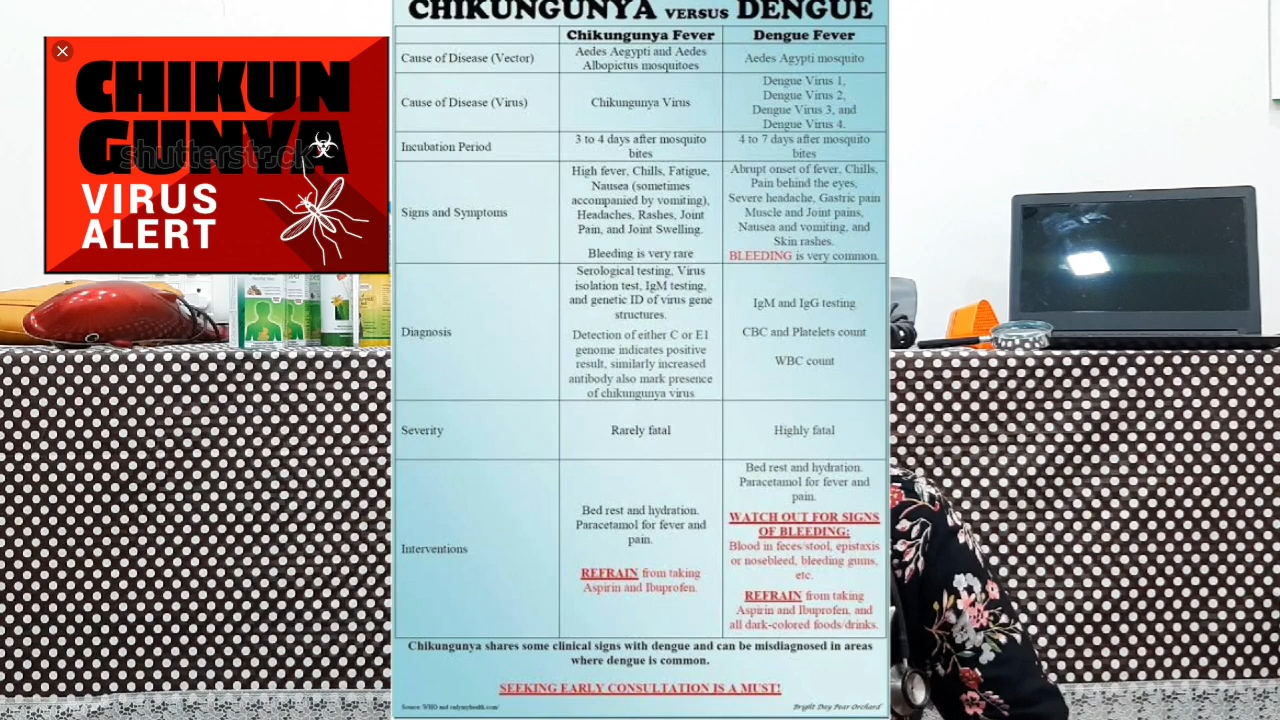 CHIKUNGUNYA VERSUS DENGUE
CHIKUN
GUNYA
shutterstock
VIRUS
ALERT
Chikungunya Fever
Dengue Fever
Cause of Disease (Vector)
Aedes Aegypti and Aedes
Albopictus mosquitoes
Aedes Agypti mosquito
Cause of Disease (Virus)
Chikungunya Virus
Dengue Virus 1,
Dengue Virus 2,
Dengue Virus 3, and
Dengue Virus 4.
Incubation Period
3 to 4 days after mosquito
bites
4 to 7 days after mosquito
bites
Signs and Symptoms
High fever, Chills, Fatigue,
Nausea (sometimes
accompanied by vomiting),
Headaches, Rashes, Joint
Pain, and Joint Swelling.
Bleeding is very rare
Abrupt onset of fever, Chills,
Pain behind the eyes,
Severe headache, Gastric pain
Muscle and Joint pains,
Nausea and vomiting, and
Skin rashes.
BLEEDING is very common.
Diagnosis
Serological testing, Virus
isolation test, IgM testing,
and genetic ID of virus gene
structures.
Detection of either C or E1
genome indicates positive
result, similarly increased
antibody also mark presence
of chikungunya virus
IgM and IgG testing
CBC and Platelets count
WBC count
Severity
Rarely fatal
Highly fatal
Interventions
Bed rest and hydration.
Paracetamol for fever and
pain.
REFRAIN from taking
Aspirin and Ibuprofen.
Bed rest and hydration.
Paracetamol for fever and
pain.
WATCH OUT FOR SIGNS
OF BLEEDING:
Blood in feces/stool, epistaxis
or nosebleed, bleeding gums,
etc.
REFRAIN from taking
Aspirin and Ibuprofen, and
all dark-colored foods/drinks.
Chikungunya shares some clinical signs with dengue and can be misdiagnosed in areas
where dengue is common.
SEEKING EARLY CONSULTATION IS A MUST!
Source: WHO and onlymyhealth.com/
Bright Day Pear Orchard